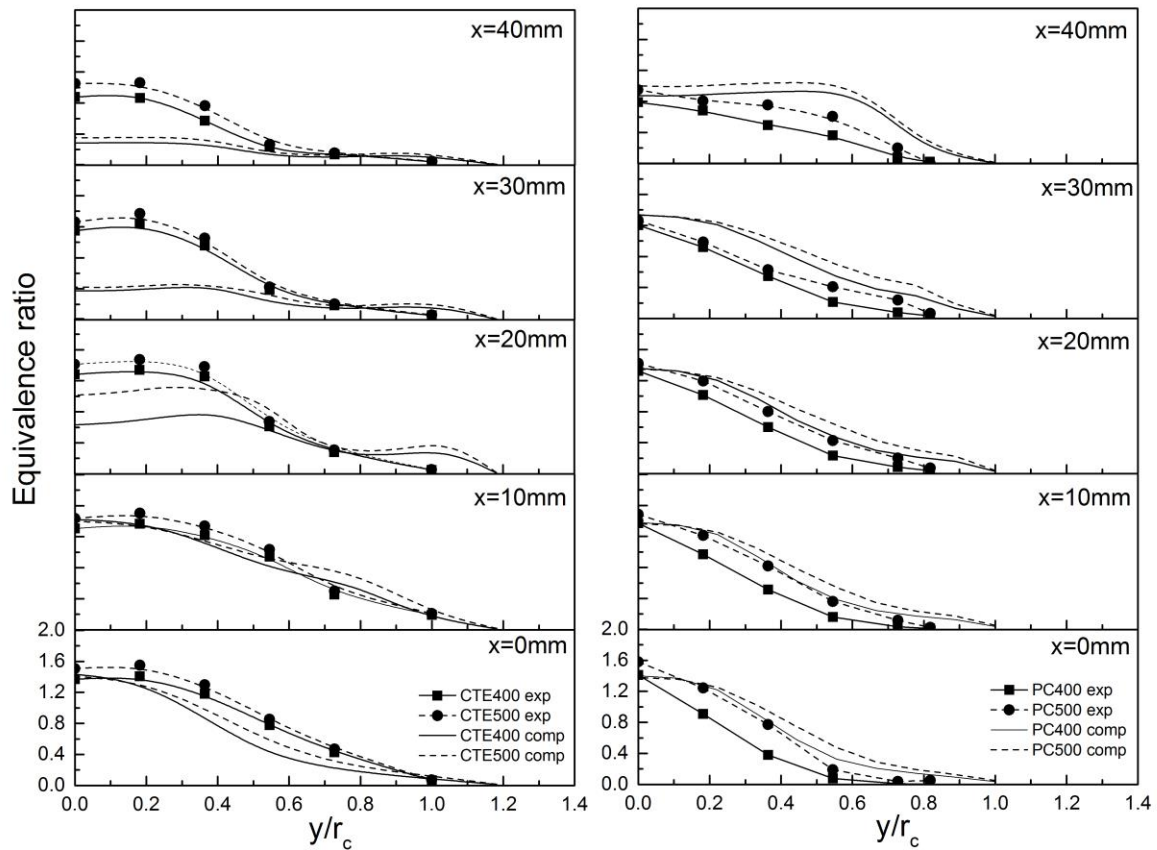 x=40mm
x=30mm
x=20mm
x=10mm
x=0mm
Equivalence ratio
2.0
1.6
1.2
0.8
0.4
0.0
CTE400 exp
CTE500 exp
CTE400 comp
CTE500 comp
0.0 0.2 0.4 0.6 0.8 1.0 1.2 1.4
y/rc
x=40mm
x=30mm
x=20mm
x=10mm
x=0mm
2.0
1.6
1.2
0.8
0.4
0.0
PC400 exp
PC500 exp
PC400 comp
PC500 comp
0.0 0.2 0.4 0.6 0.8 1.0 1.2 1.4
y/rc